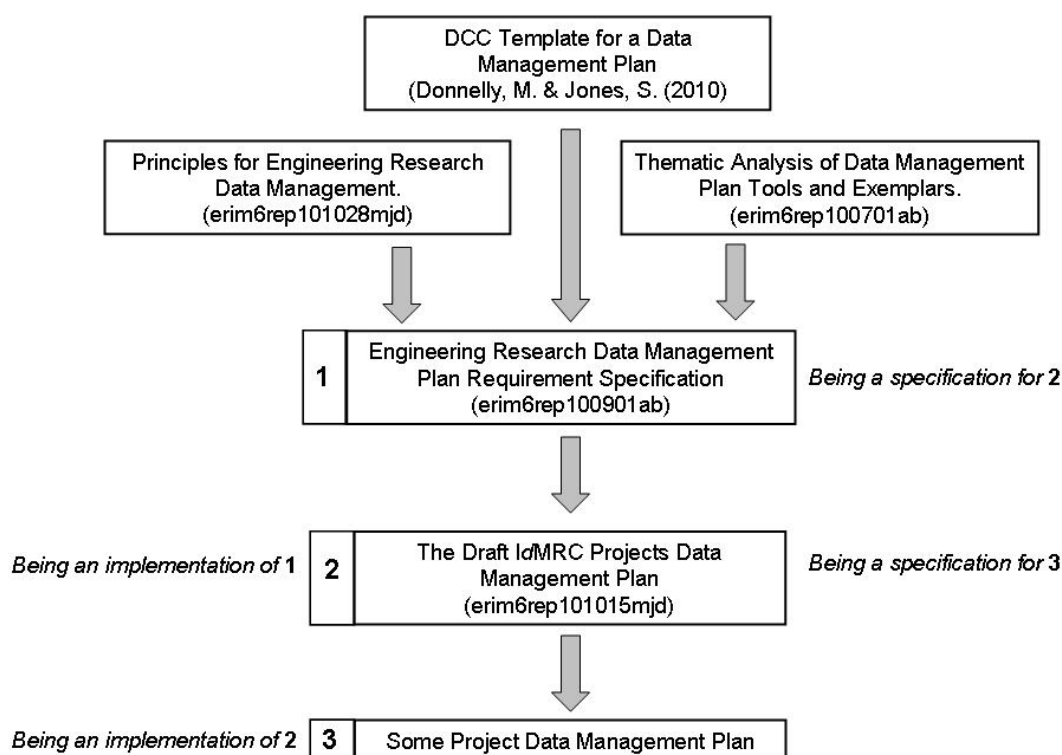 DCC Template for a Data
Management Plan
(Donnelly, M. & Jones, S. (2010)
Principles for Engineering Research
Data Management.
(erim6rep101028mjd)
Thematic Analysis of Data Management
Plan Tools and Exemplars.
(erim6rep100701ab)
1
Engineering Research Data Management
Plan Requirement Specification
(erim6rep100901ab)
Being a specification for 2
Being an implementation of 1
2
The Draft IdMRC Projects Data
Management Plan
(erim6rep101015mjd)
Being a specification for 3
Being an implementation of 2
3
Some Project Data Management Plan